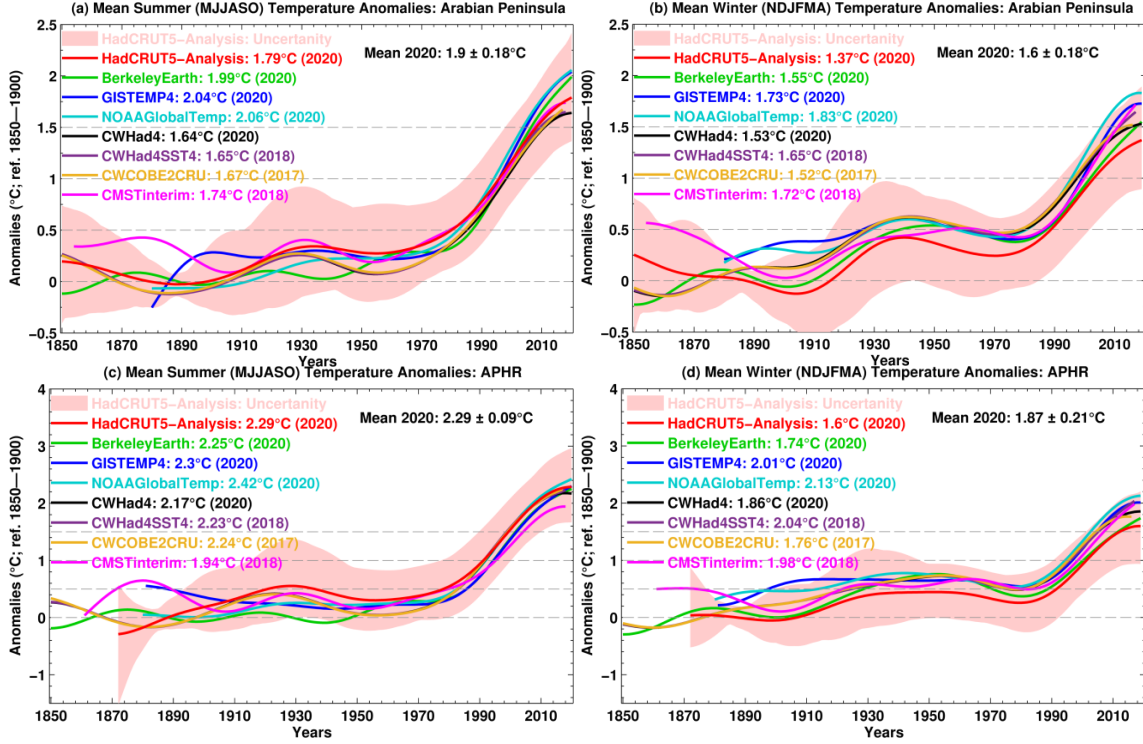 (a) Mean Summer (MJJASO) Temperature Anomalies: Arabian Peninsula
HadCRUT5-Analysis: Uncertainty
HadCRUT5-Analysis: 1.79°C (2020)
BerkeleyEarth: 1.99°C (2020)
GISTEMP4: 2.04°C (2020)
NOAAGlobalTemp: 2.06°C (2020)
CWHad4: 1.64°C (2020)
CWHad4SST4: 1.65°C (2018)
CWCOBE2CRU: 1.67°C (2017)
CMSTinterim: 1.74°C (2018)
Mean 2020: 1.9 ± 0.18°C
Anomalies (°C; ref. 1850—1900)
2.5
2
1.5
1
0.5
0
−0.5
1850 1870 1890 1910 1930 1950 1970 1990 2010
Years
(b) Mean Winter (NDJFMA) Temperature Anomalies: Arabian Peninsula
HadCRUT5-Analysis: Uncertanity
HadCRUT5-Analysis: 1.37°C (2020)
BerkeleyEarth: 1.55°C (2020)
GISTEMP4: 1.73°C (2020)
NOAAGlobalTemp: 1.83°C (2020)
CWHad4: 1.53°C (2020)
CWHad4SST4: 1.65°C (2018)
CWCOBE2CRU: 1.52°C (2017)
CMSTinterim: 1.72°C (2018)
Mean 2020: 1.6 ± 0.18°C
Anomalies (°C; ref. 1850—1900)
2.5
2
1.5
1
0.5
0
−0.5
1850 1870 1890 1910 1930 1950 1970 1990 2010
Years
(c) Mean Summer (MJJASO) Temperature Anomalies: APHR
HadCRUT5-Analysis: Uncertanity
HadCRUT5-Analysis: 2.29°C (2020)
BerkeleyEarth: 2.25°C (2020)
GISTEMP4: 2.3°C (2020)
NOAAGlobalTemp: 2.42°C (2020)
CWHad4: 2.17°C (2020)
CWHad4SST4: 2.23°C (2018)
CWCOBE2CRU: 2.24°C (2017)
CMSTinterim: 1.94°C (2018)
Mean 2020: 2.29 ± 0.09°C
Anomalies (°C; ref. 1850—1900)
4
3
2
1
0
−1
1850 1870 1890 1910 1930 1950 1970 1990 2010
Years
(d) Mean Winter (NDJFMA) Temperature Anomalies: APHR
HadCRUT5-Analysis: Uncertanity
HadCRUT5-Analysis: 1.6°C (2020)
BerkeleyEarth: 1.74°C (2020)
GISTEMP4: 2.01°C (2020)
NOAAGlobalTemp: 2.13°C (2020)
CWHad4: 1.86°C (2020)
CWHad4SST4: 2.04°C (2018)
CWCOBE2CRU: 1.76°C (2017)
CMSTinterim: 1.98°C (2018)
Mean 2020: 1.87 ± 0.21°C
Anomalies (°C; ref. 1850—1900)
4
3
2
1
0
−1
1850 1870 1890 1910 1930 1950 1970 1990 2010
Years